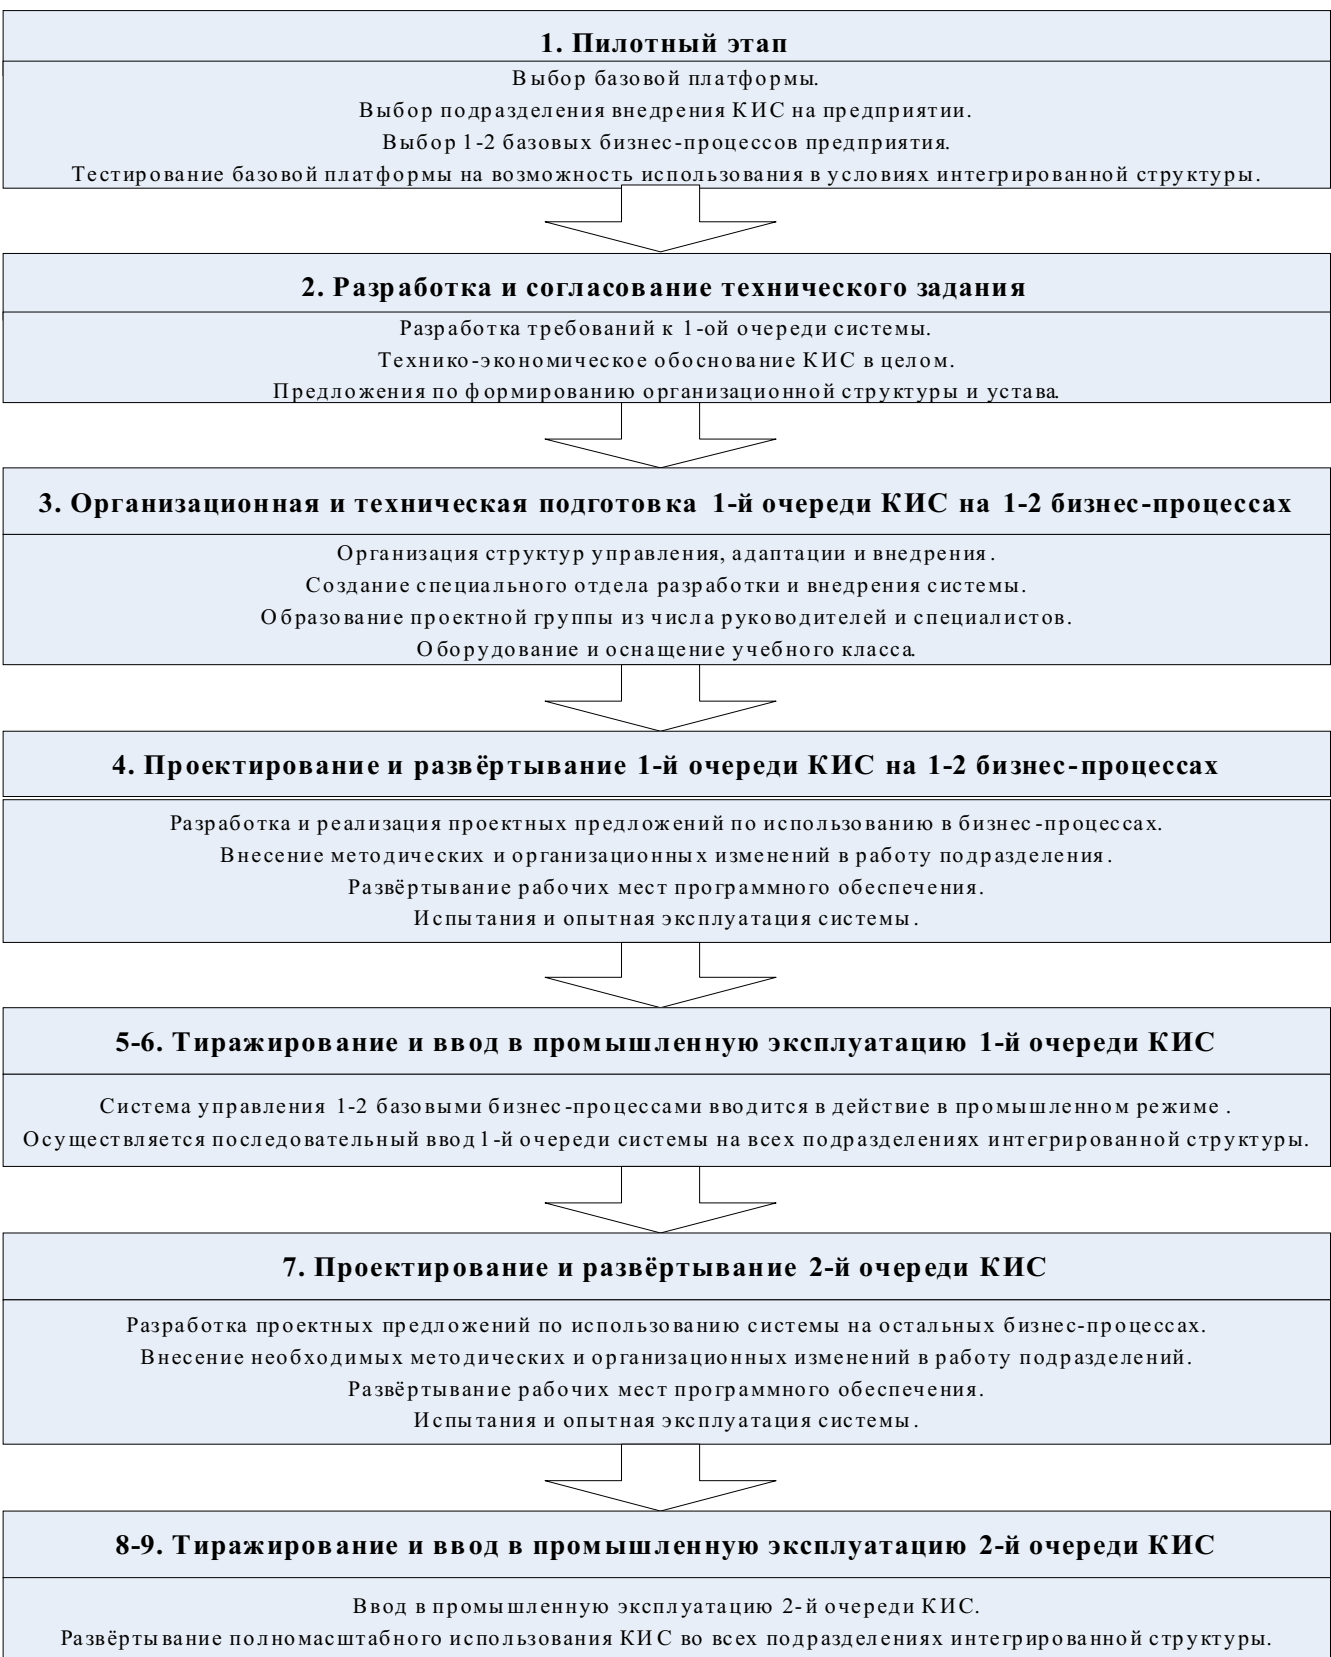 1. Пилотный этап
Выбор базовой платформы.
Выбор подразделения внедрения КИС на предприятии.
Выбор 1-2 базовых бизнес-процессов предприятия.
Тестирование базовой платформы на возможность использования в условиях интегрированной структуры.
2. Разработка и согласование технического задания
Разработка требований к 1-ой очереди системы.
Технико-экономическое обоснование КИС в целом.
Предложения по формированию организационной структуры и устава.
3. Организационная и техническая подготовка 1-й очереди КИС на 1-2 бизнес-процессах
Организация структур управления, адаптации и внедрения.
Создание специального отдела разработки и внедрения системы.
Образование проектной группы из числа руководителей и специалистов.
Оборудование и оснащение учебного класса.
4. Проектирование и развёртывание 1-й очереди КИС на 1-2 бизнес-процессах
Разработка и реализация проектных предложений по использованию в бизнес-процессах.
Внесение методических и организационных изменений в работу подразделения.
Развёртывание рабочих мест программного обеспечения.
Испытания и опытная эксплуатация системы.
5-6. Тиражирование и ввод в промышленную эксплуатацию 1-й очереди КИС
Система управления 1-2 базовыми бизнес-процессами вводится в действие в промышленном режиме.
Осуществляется последовательный ввод 1-й очереди системы на всех подразделениях интегрированной структуры.
7. Проектирование и развёртывание 2-й очереди КИС
Разработка проектных предложений по использованию системы на остальных бизнес-процессах.
Внесение необходимых методических и организационных изменений в работу подразделений.
Развёртывание рабочих мест программного обеспечения.
Испытания и опытная эксплуатация системы.
8-9. Тиражирование и ввод в промышленную эксплуатацию 2-й очереди КИС
Ввод в промышленную эксплуатацию 2-й очереди КИС.
Развёртывание полномасштабного использования КИС во всех подразделениях интегрированной структуры.